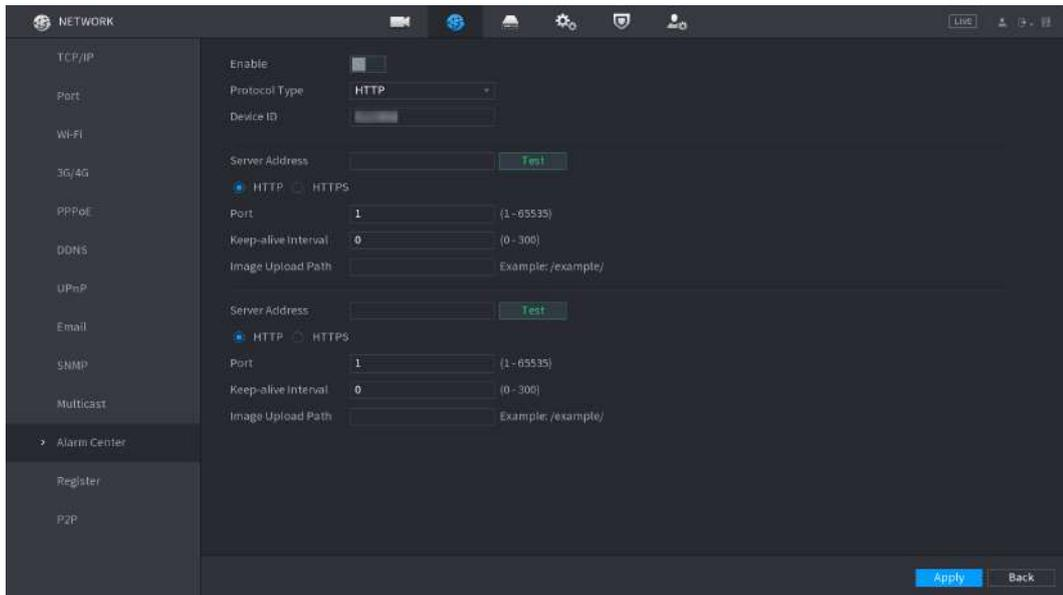 NETWORK
LIVE
TCP/IP
Port
Wi-Fi
3G/4G
PPPoE
DDNS
UPnP
Email
SNMP
Multicast
Alarm Center
Register
P2P
Enable
Protocol Type HTTP
Device ID
Server Address Test
HTTP HTTPS
Port 1 (1 - 65535)
Keep-alive Interval 0 (0 - 300)
Image Upload Path Example: /example/
Server Address Test
HTTP HTTPS
Port 1 (1 - 65535)
Keep-alive Interval 0 (0 - 300)
Image Upload Path Example: /example/
Apply Back